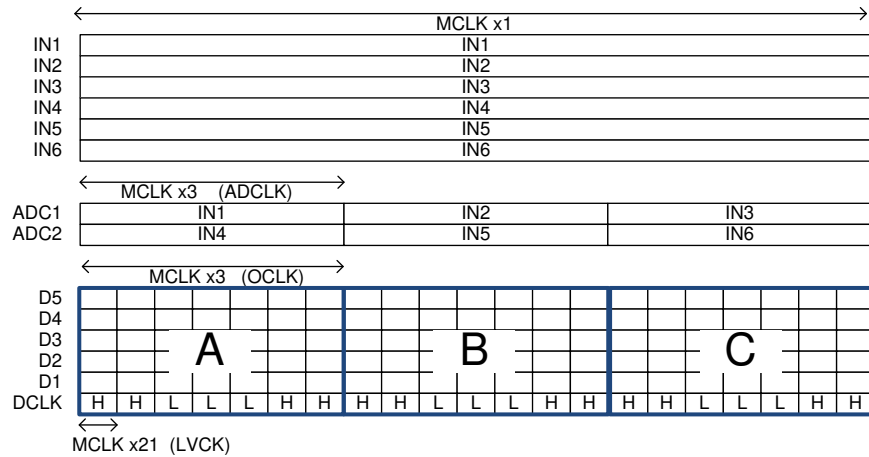 MCLK x1
IN1 IN1
IN2 IN2
IN3 IN3
IN4 IN4
IN5 IN5
IN6 IN6
MCLK x3 (ADCLK)
ADC1 IN1 IN2 IN3
ADC2 IN4 IN5 IN6
MCLK x3 (OCLK)
D5
D4
D3 A B C
D2
D1
DCLK H H L L L H H H H L L L H H H H L L L H H
MCLK x21 (LVCK)